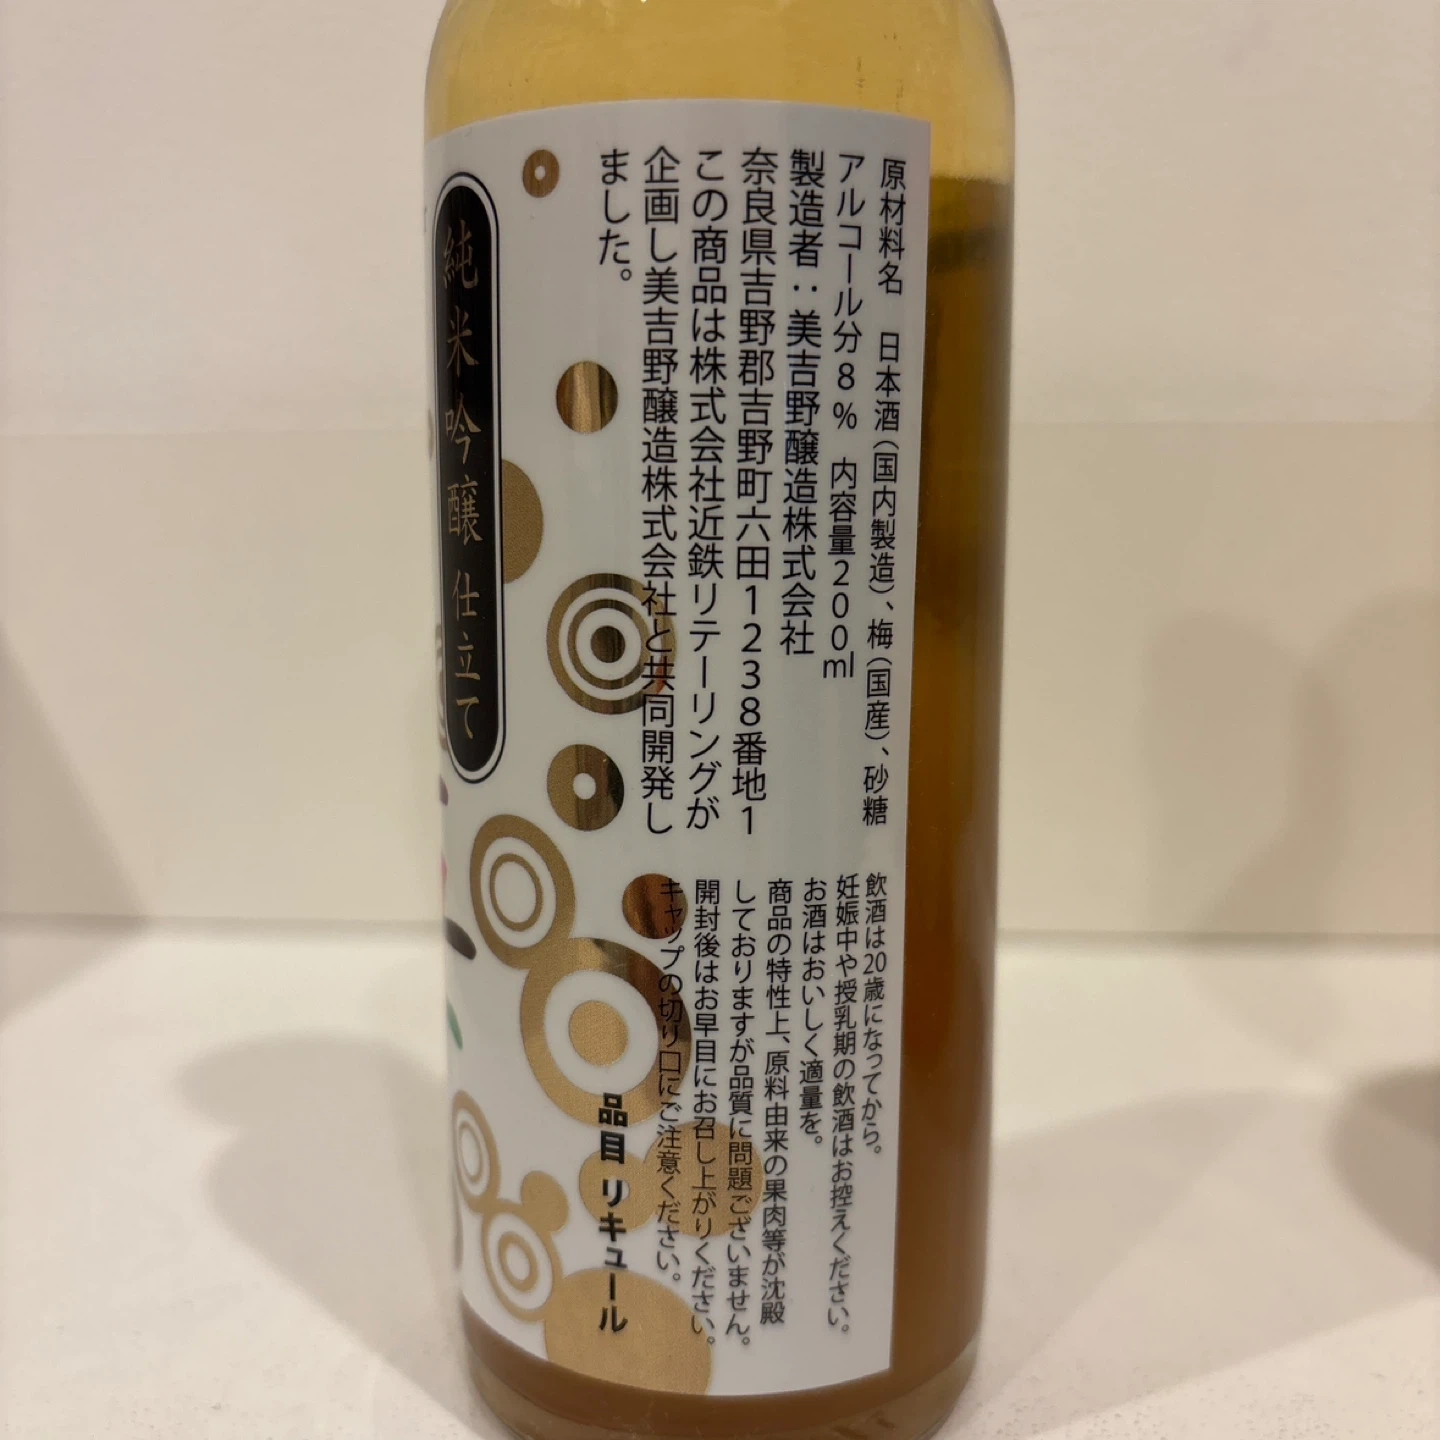 原材料名　日本酒(国内製造)、梅(国産)、砂糖
アルコール分8%　内容量200ml
製造者：美吉野醸造株式会社
奈良県吉野郡吉野町六田1238番地1
この商品は株式会社近鉄リテーリングが
企画し美吉野醸造株式会社と共同開発し
ました。
飲酒は20歳になってから。
妊娠中や授乳期の飲酒はお控えください。
お酒はおいしく適量を。
商品の特性上、原料由来の果肉等が沈殿
しておりますが品質に問題ございません。
開封後はお早目にお召し上がりください。
キャップの切り口にご注意ください。
品目 リキュール
純米吟醸仕立て